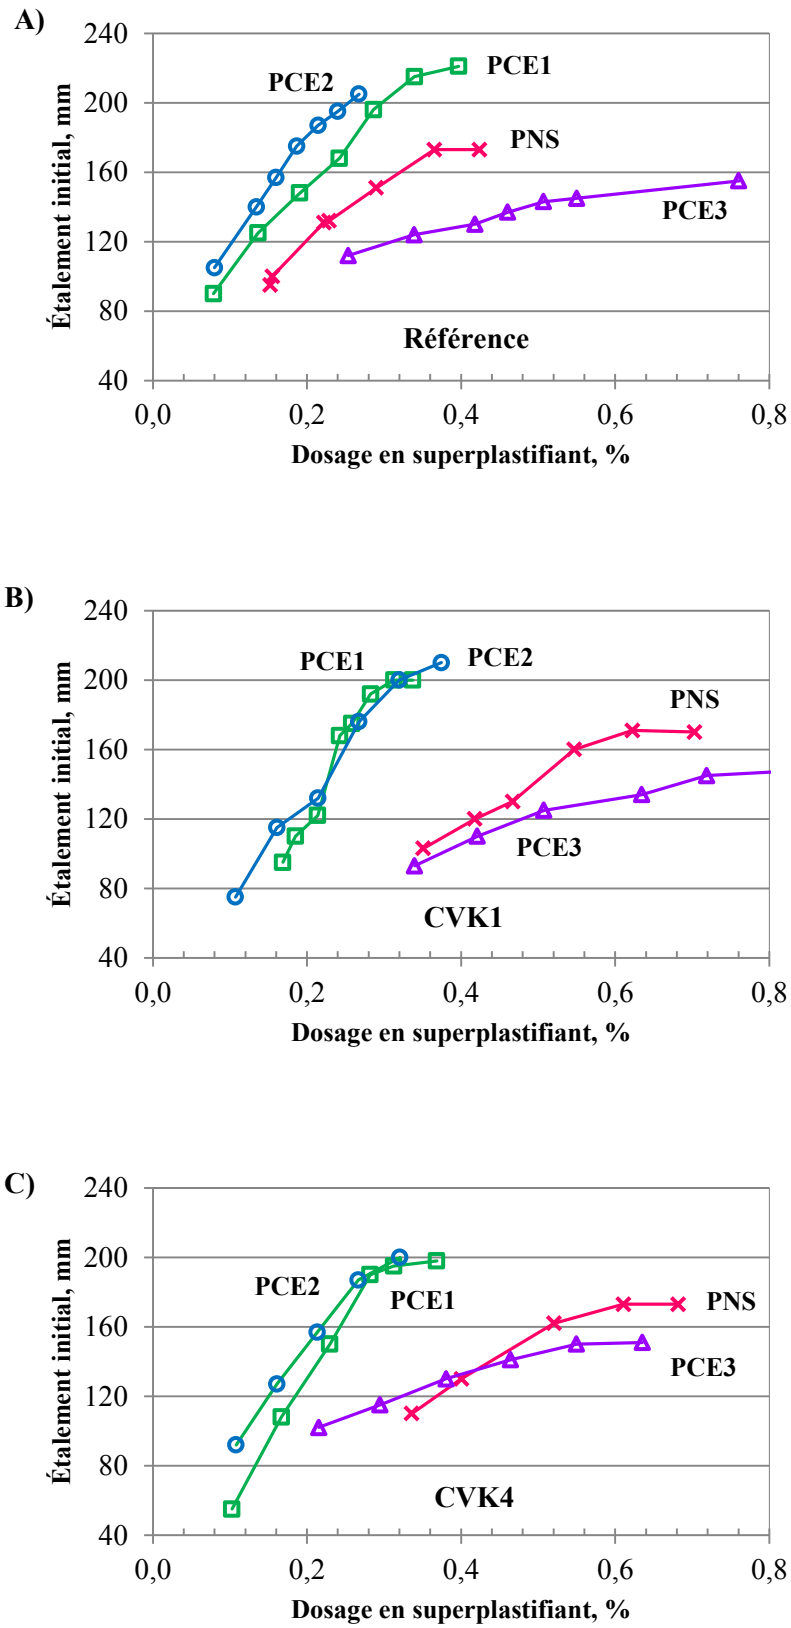 A)
Étalement initial, mm
240
200
160
120
80
40
PCE2
PCE1
PNS
PCE3
Référence
0,0 0,2 0,4 0,6 0,8
Dosage en superplastifiant, %
B)
Étalement initial, mm
240
200
160
120
80
40
PCE1
PCE2
PNS
PCE3
CVK1
0,0 0,2 0,4 0,6 0,8
Dosage en superplastifiant, %
C)
Étalement initial, mm
240
200
160
120
80
40
PCE2
PCE1
PNS
PCE3
CVK4
0,0 0,2 0,4 0,6 0,8
Dosage en superplastifiant, %